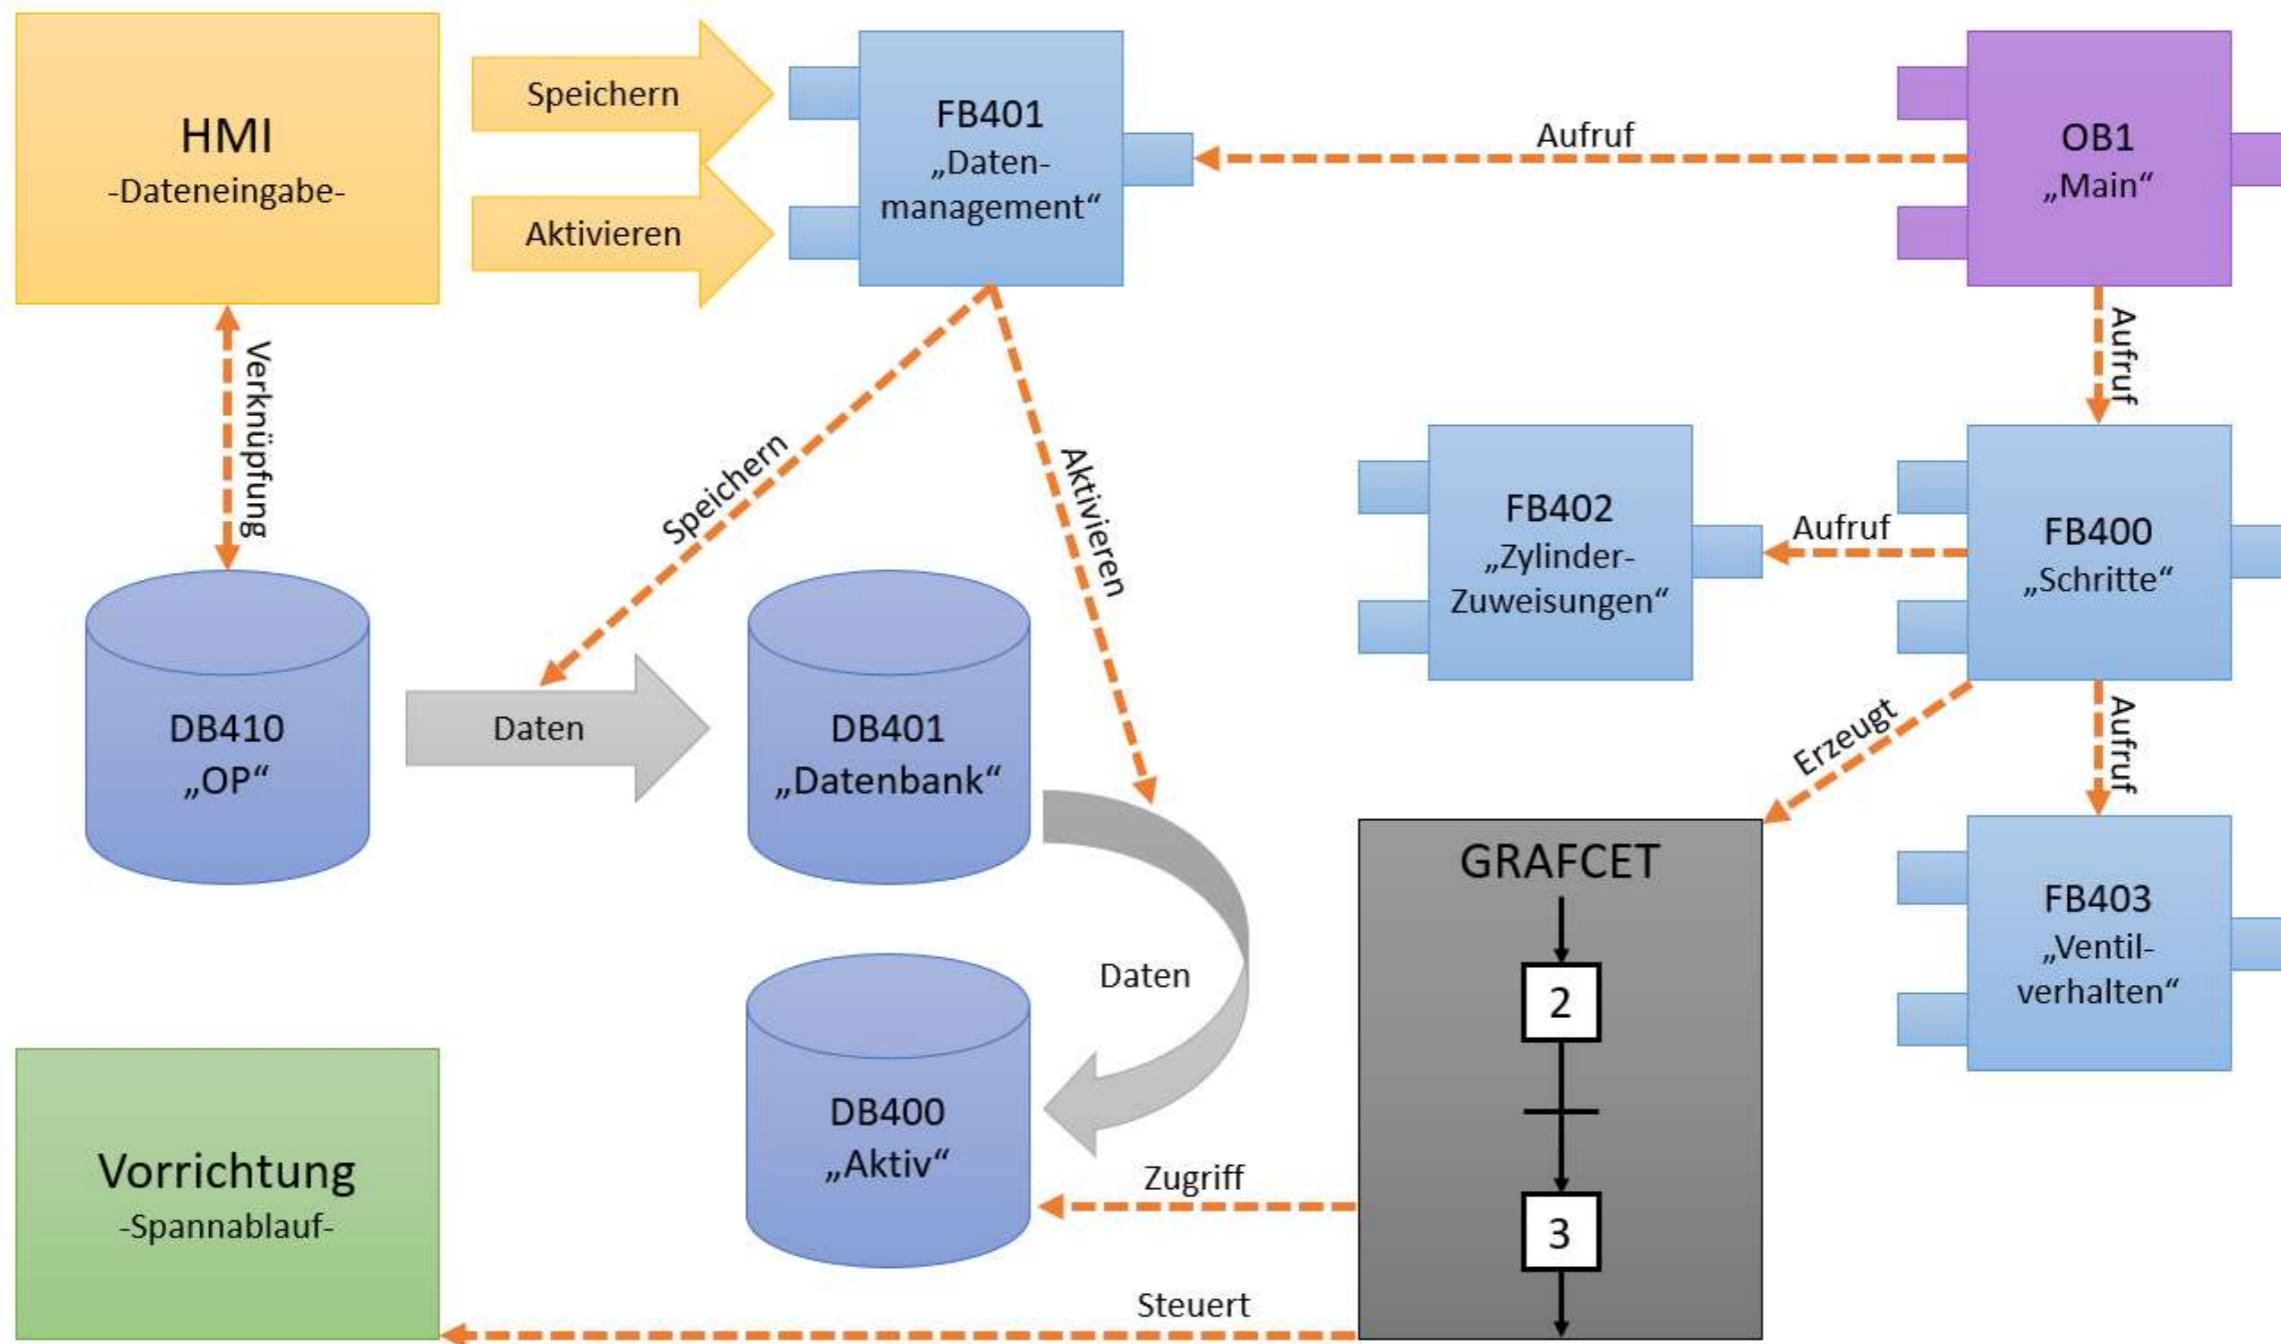 HMI
-Dateneingabe-
Speichern
Aktivieren
FB401
„Daten-
management“
Aufruf
OB1
„Main“
Verknüpfung
Speichern
Aktivieren
Aufruf
FB402
„Zylinder-
Zuweisungen“
Aufruf
FB400
„Schritte“
DB410
„OP“
Daten
DB401
„Datenbank“
Erzeugt
Aufruf
GRAFCET
2
3
FB403
„Ventil-
verhalten“
Daten
DB400
„Aktiv“
Zugriff
Vorrichtung
-Spannablauf-
Steuert